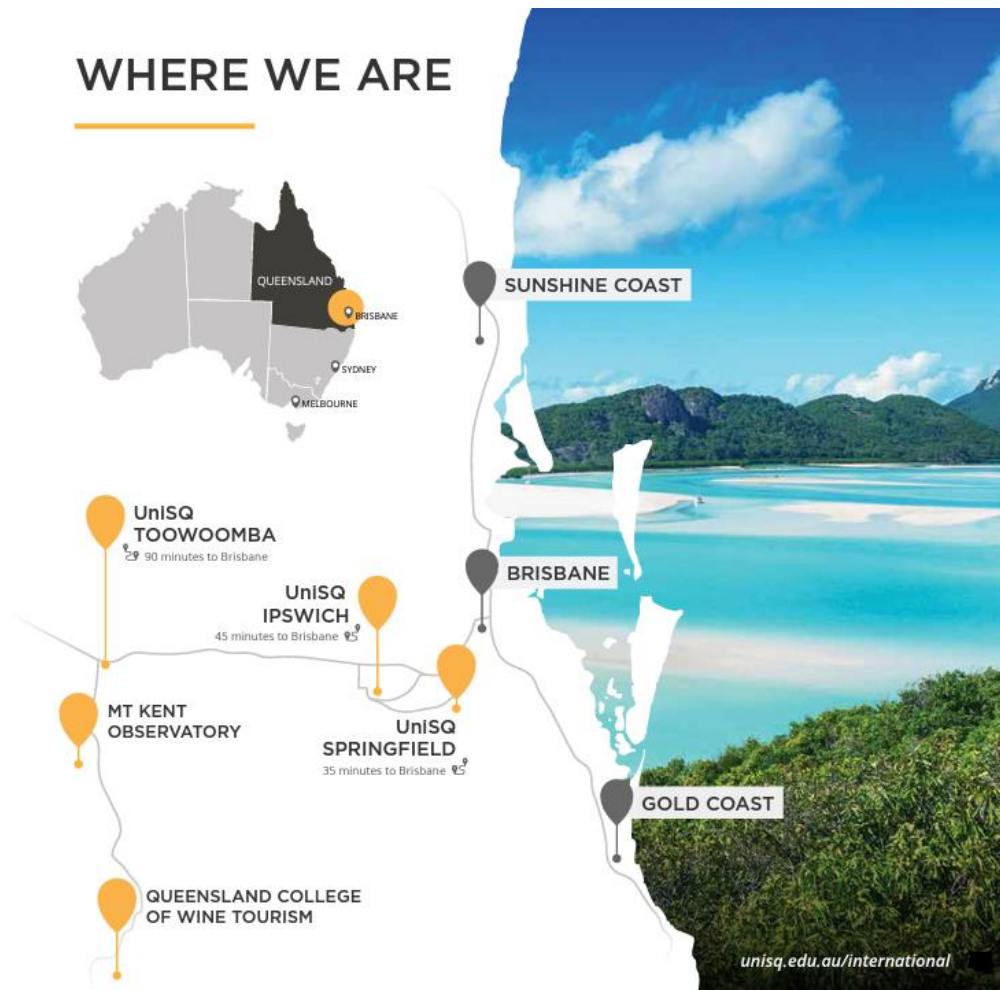 WHERE WE ARE
QUEENSLAND
BRISBANE
SYDNEY
MELBOURNE
SUNSHINE COAST
UniSQ
TOOWOOMBA
90 minutes to Brisbane
UniSQ
IPSWICH
45 minutes to Brisbane
BRISBANE
MT KENT
OBSERVATORY
UniSQ
SPRINGFIELD
35 minutes to Brisbane
GOLD COAST
QUEENSLAND COLLEGE
OF WINE TOURISM
unisq.edu.au/international